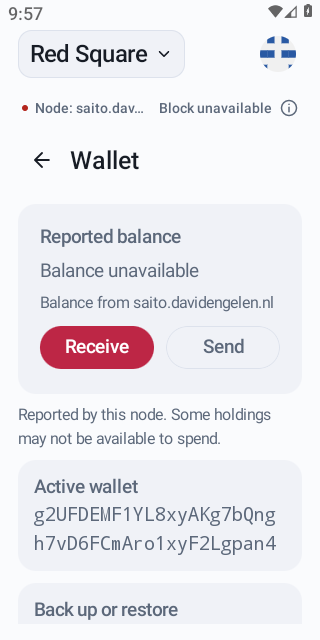 9:57
Red Square
Node: saito.dav... Block unavailable
Wallet
Reported balance
Balance unavailable
Balance from saito.davidengelen.nl
Receive Send
Reported by this node. Some holdings
may not be available to spend.
Active wallet
g2UFDEMF1YL8xyAKg7bQng
h7vD6FCmAro1xyF2Lgpan4
Back up or restore